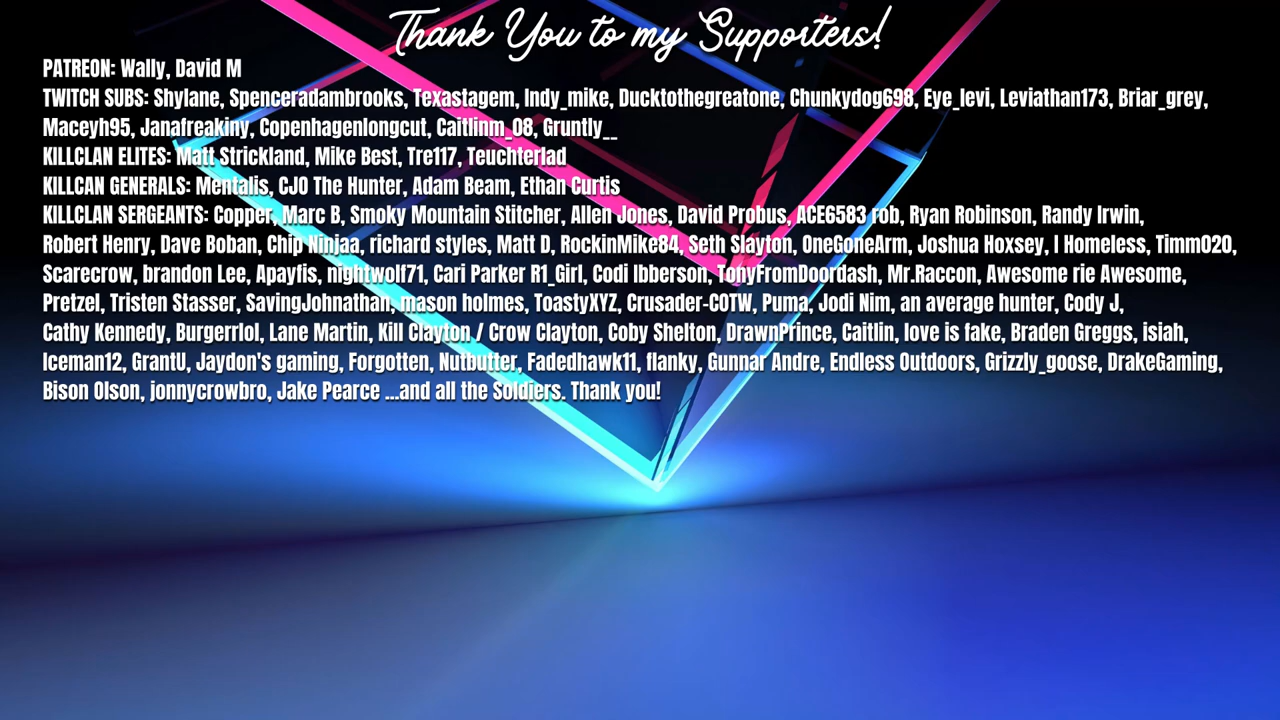 Thank You to my Supporters!
PATREON: Wally, David M
TWITCH SUBS: Shylane, Spenceradambrooks, Texastagem, Indy_mike, Ducktothegreatone, Chunkydog698, Eye_levi, Leviathan173, Briar_grey,
Maceyh95, Janafreakiny, Copenhagenlongcut, Caitlinm_08, Gruntly__
KILLCLAN ELITES: Matt Strickland, Mike Best, Tre117, Teuchterlad
KILLCAN GENERALS: Mentalis, CJO The Hunter, Adam Beam, Ethan Curtis
KILLCLAN SERGEANTS: Copper, Marc B, Smoky Mountain Stitcher, Allen Jones, David Probus, ACE6583 rob, Ryan Robinson, Randy Irwin,
Robert Henry, Dave Boban, Chip Ninjaa, richard styles, Matt D, RockinMike84, Seth Slayton, OneGoneArm, Joshua Hoxsey, I Homeless, Timm020,
Scarecrow, brandon Lee, Apayfis, nightwolf71, Cari Parker R1_Girl, Codi Ibberson, TonyFromDoordash, Mr.Raccon, Awesome rie Awesome,
Pretzel, Tristen Stasser, SavingJohnathan, mason holmes, ToastyXYZ, Crusader-COTW, Puma, Jodi Nim, an average hunter, Cody J,
Cathy Kennedy, Burgerrlol, Lane Martin, Kill Clayton / Crow Clayton, Coby Shelton, DrawnPrince, Caitlin, love is fake, Braden Greggs, isiah,
Iceman12, GrantU, Jaydon's gaming, Forgotten, Nutbutter, Fadedhawk11, flanky, Gunnar Andre, Endless Outdoors, Grizzly_goose, DrakeGaming,
Bison Olson, jonnycrowbro, Jake Pearce ...and all the Soldiers. Thank you!